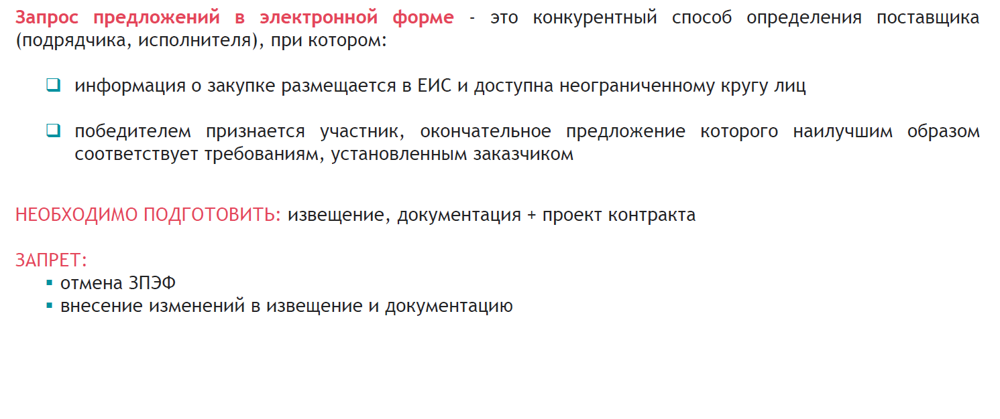 Запрос предложений в электронной форме - это конкурентный способ определения поставщика
(подрядчика, исполнителя), при котором:
информация о закупке размещается в ЕИС и доступна неограниченному кругу лиц
победителем признается участник, окончательное предложение которого наилучшим образом
соответствует требованиям, установленным заказчиком
НЕОБХОДИМО ПОДГОТОВИТЬ: извещение, документация + проект контракта
ЗАПРЕТ:
отмена ЗПЭФ
внесение изменений в извещение и документацию